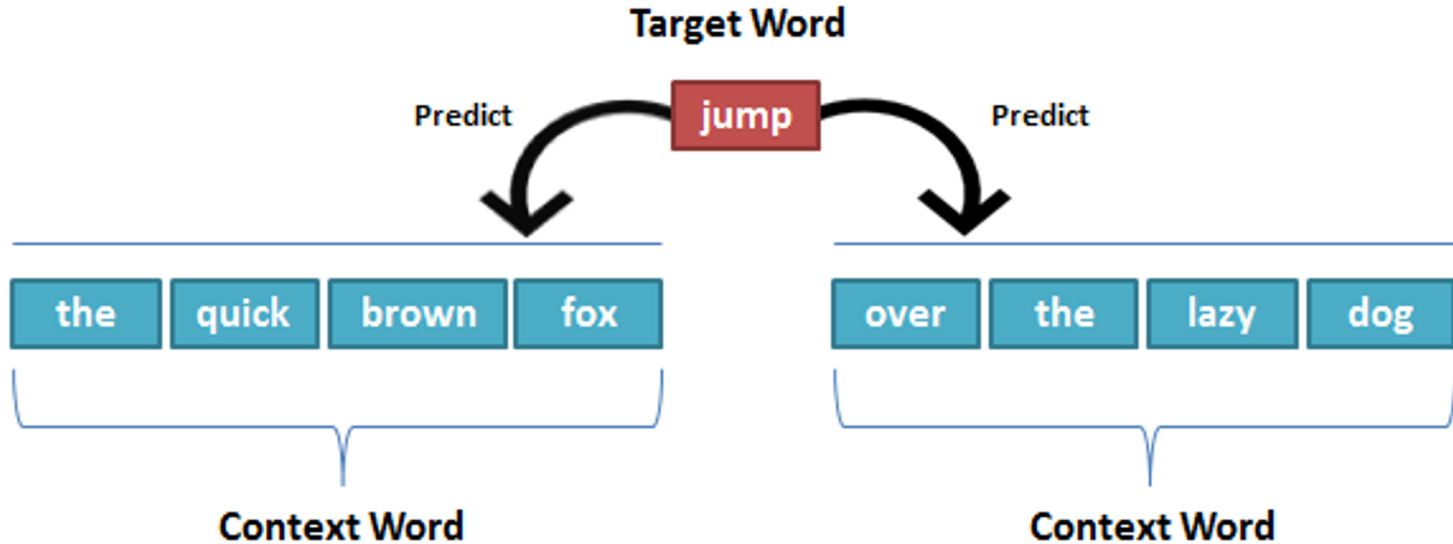 Target Word
Predict jump Predict
the quick brown fox over the lazy dog
Context Word Context Word